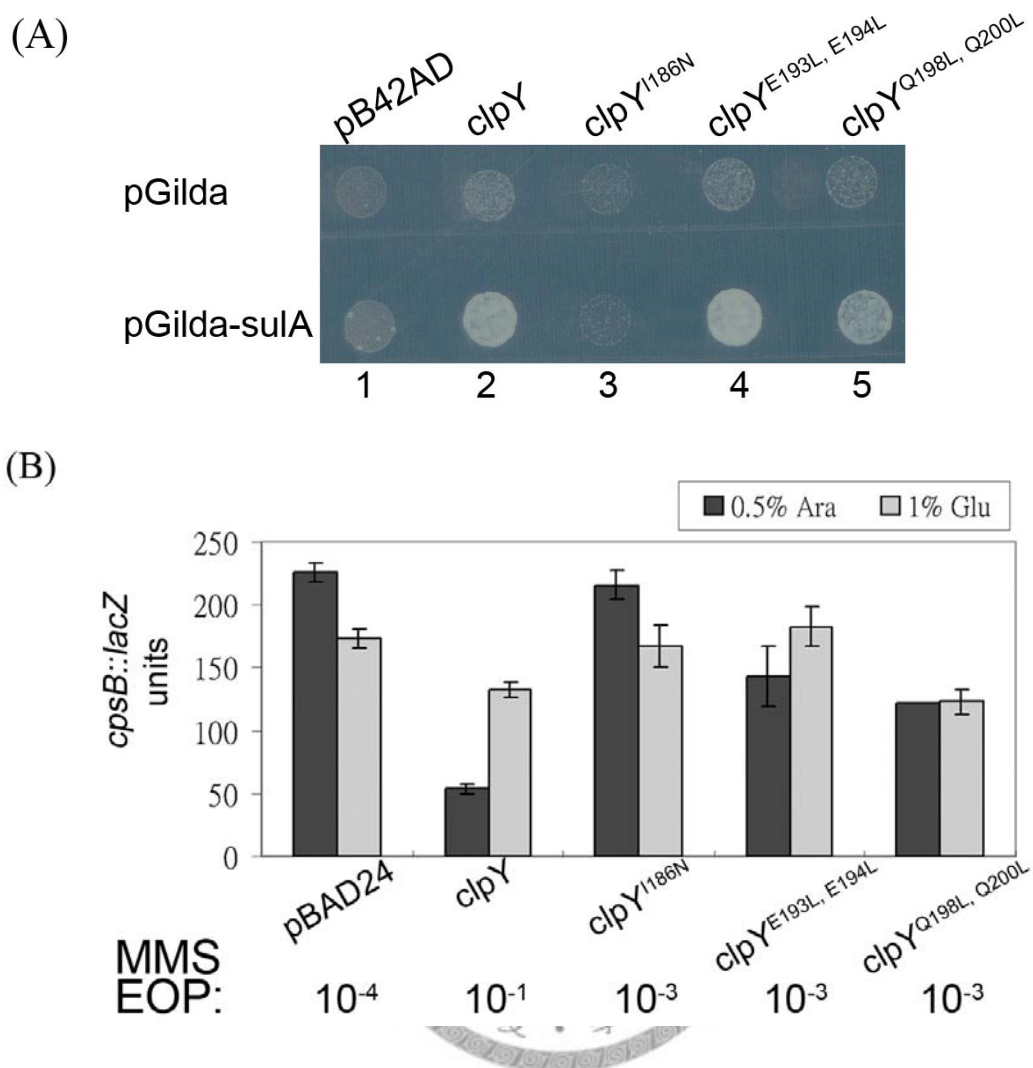 (A)
pB42AD clpY clpY^I186N clpY^E193L, E194L clpY^Q198L, Q200L
pGilda
pGilda-sulA
1 2 3 4 5
(B)
0.5% Ara 1% Glu
250
200
150
100
50
0
cpsB::lacZ
units
pBAD24 clpY clpY^I186N clpY^E193L, E194L clpY^Q198L, Q200L
MMS
EOP: 10^-4 10^-1 10^-3 10^-3 10^-3